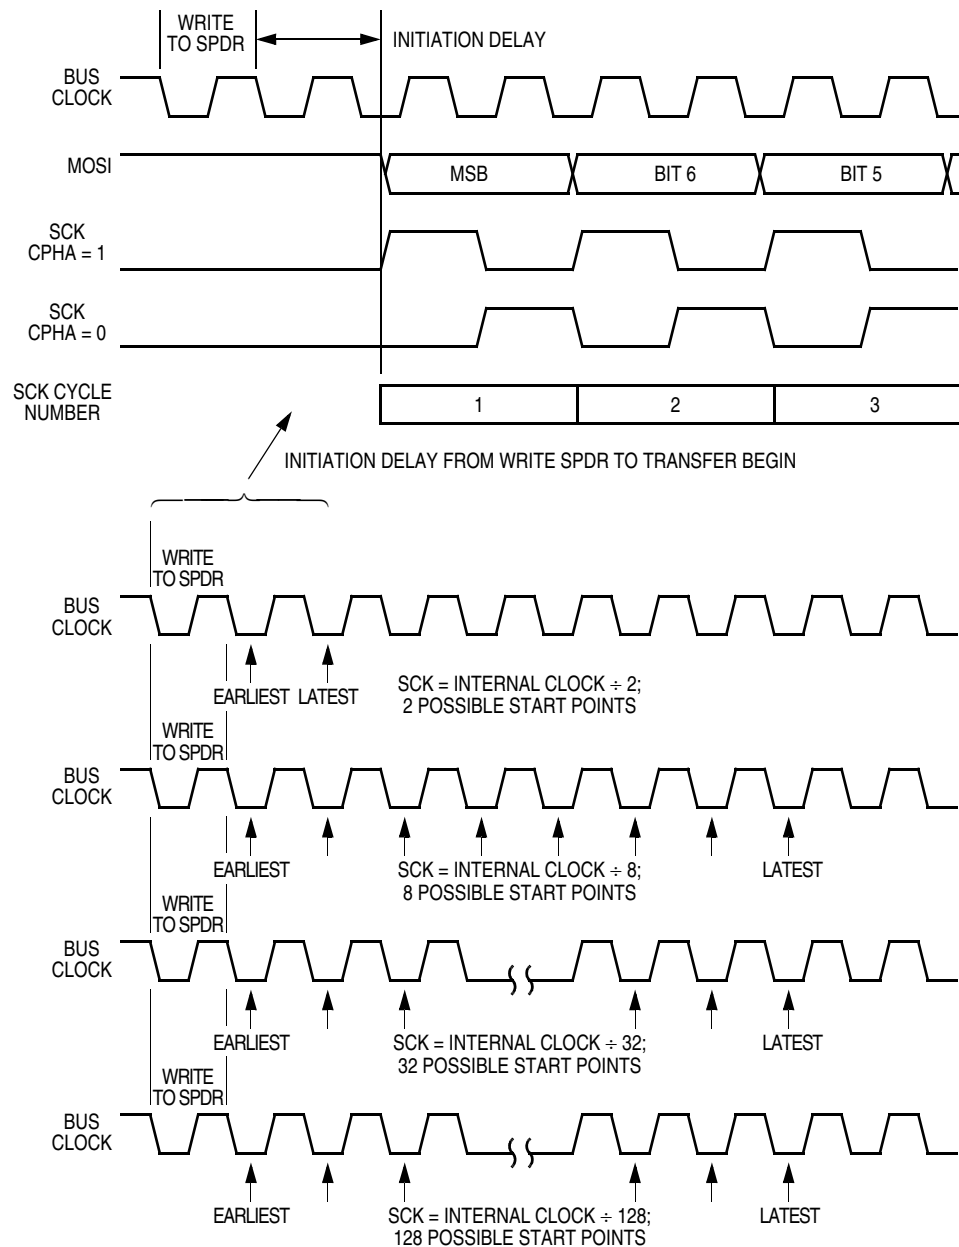 WRITE
TO SPDR
INITIATION DELAY
BUS
CLOCK
MOSI
MSB
BIT 6
BIT 5
SCK
CPHA = 1
SCK
CPHA = 0
SCK CYCLE
NUMBER
1
2
3
INITIATION DELAY FROM WRITE SPDR TO TRANSFER BEGIN
WRITE
TO SPDR
BUS
CLOCK
EARLIEST
LATEST
SCK = INTERNAL CLOCK ÷ 2;
2 POSSIBLE START POINTS
WRITE
TO SPDR
BUS
CLOCK
EARLIEST
SCK = INTERNAL CLOCK ÷ 8;
8 POSSIBLE START POINTS
LATEST
WRITE
TO SPDR
BUS
CLOCK
EARLIEST
SCK = INTERNAL CLOCK ÷ 32;
32 POSSIBLE START POINTS
LATEST
WRITE
TO SPDR
BUS
CLOCK
EARLIEST
SCK = INTERNAL CLOCK ÷ 128;
128 POSSIBLE START POINTS
LATEST